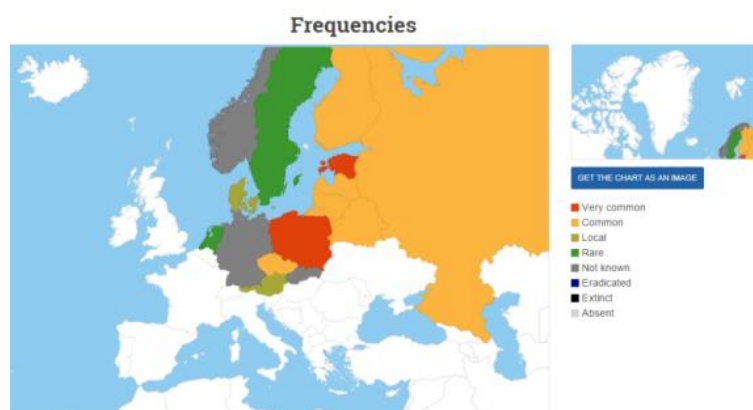 Frequencies
GET THE CHART AS AN IMAGE
Very common
Common
Local
Rare
Not known
Eradicated
Extinct
Absent